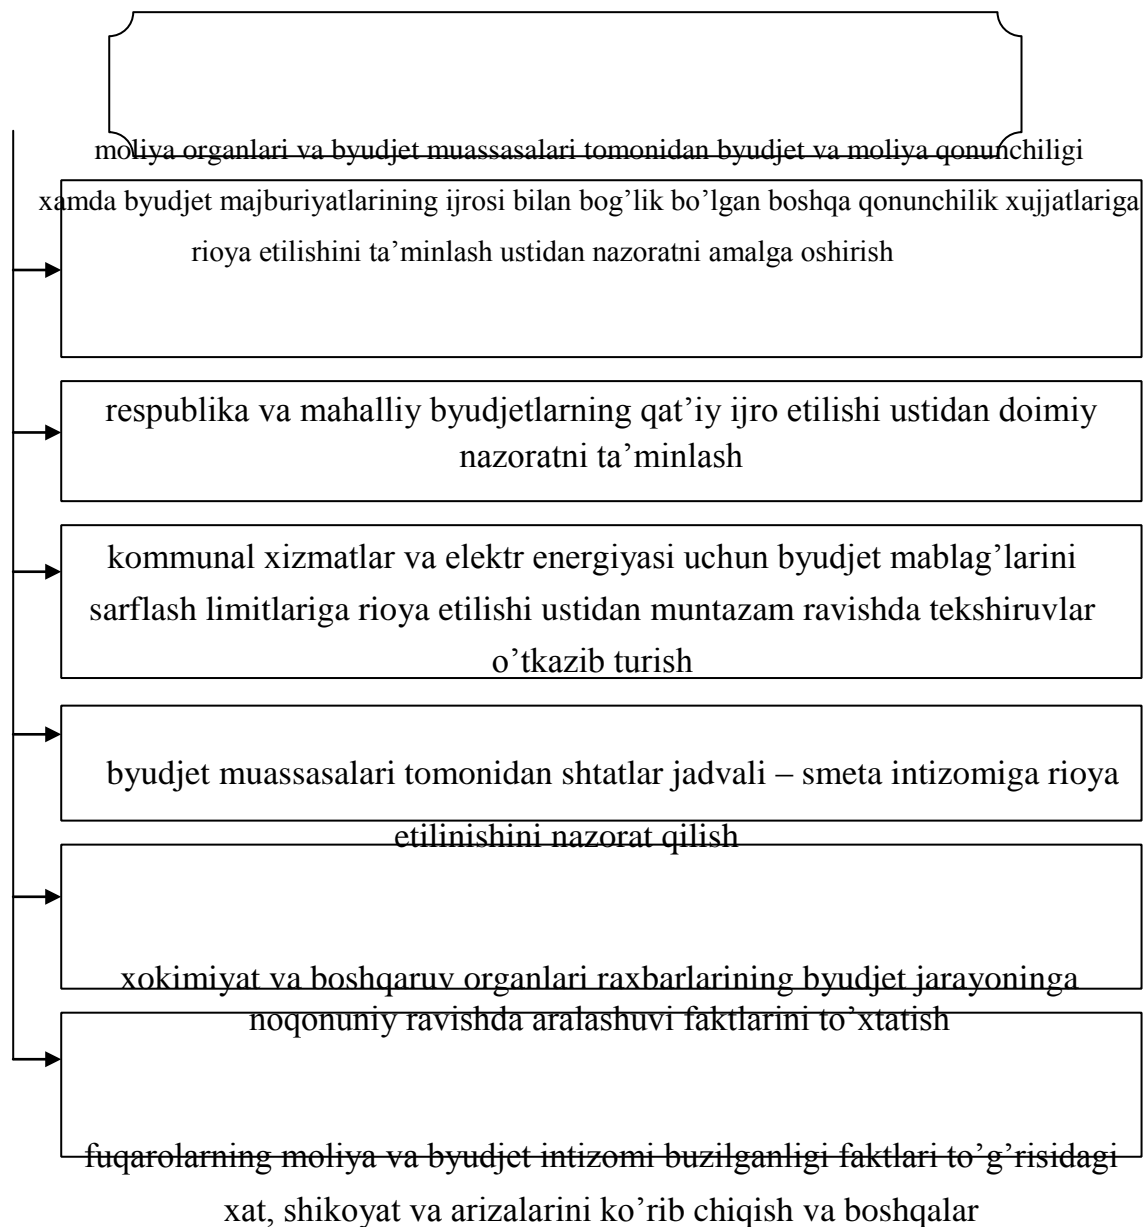 moliya organlari va byudjet muassasalari tomonidan byudjet va moliya qonunchiligi
xamda byudjet majburiyatlarining ijrosi bilan bog’lik bo’lgan boshqa qonunchilik xujjatlariga
rioya etilishini ta’minlash ustidan nazoratni amalga oshirish
respublika va mahalliy byudjetlarning qat’iy ijro etilishi ustidan doimiy
nazoratni ta’minlash
kommunal xizmatlar va elektr energiyasi uchun byudjet mablag’larini
sarflash limitlariga rioya etilishi ustidan muntazam ravishda tekshiruvlar
o’tkazib turish
byudjet muassasalari tomonidan shtatlar jadvali – smeta intizomiga rioya
etilinishini nazorat qilish
xokimiyat va boshqaruv organlari raxbarlarining byudjet jarayoninga
noqonuniy ravishda aralashuvi faktlarini to’xtatish
fuqarolarning moliya va byudjet intizomi buzilganligi faktlari to’g’risidagi
xat, shikoyat va arizalarini ko’rib chiqish va boshqalar